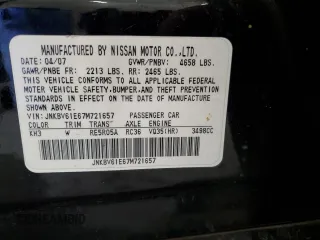 MANUFACTURED BY NISSAN MOTOR CO.,LTD.
DATE: 04/07 GVWR/PNBV: 4658 LBS.
GAWR/PNBE FR: 2213 LBS. RR: 2465 LBS.
THIS VEHICLE CONFORMS TO ALL APPLICABLE FEDERAL
MOTOR VEHICLE SAFETY,BUMPER,AND THEFT
PREVENTION STANDARDS IN EFFECT ON THE DATE OF
MANUFACTURE SHOWN ABOVE.
VIN: JNKBV61E67M721657 PASSENGER CAR
COLOR TRIM TRANS AXLE ENGINE
KH3 W RE5R05A RC36 VQ35(HR) 3498CC
JNKBV61E67M721657